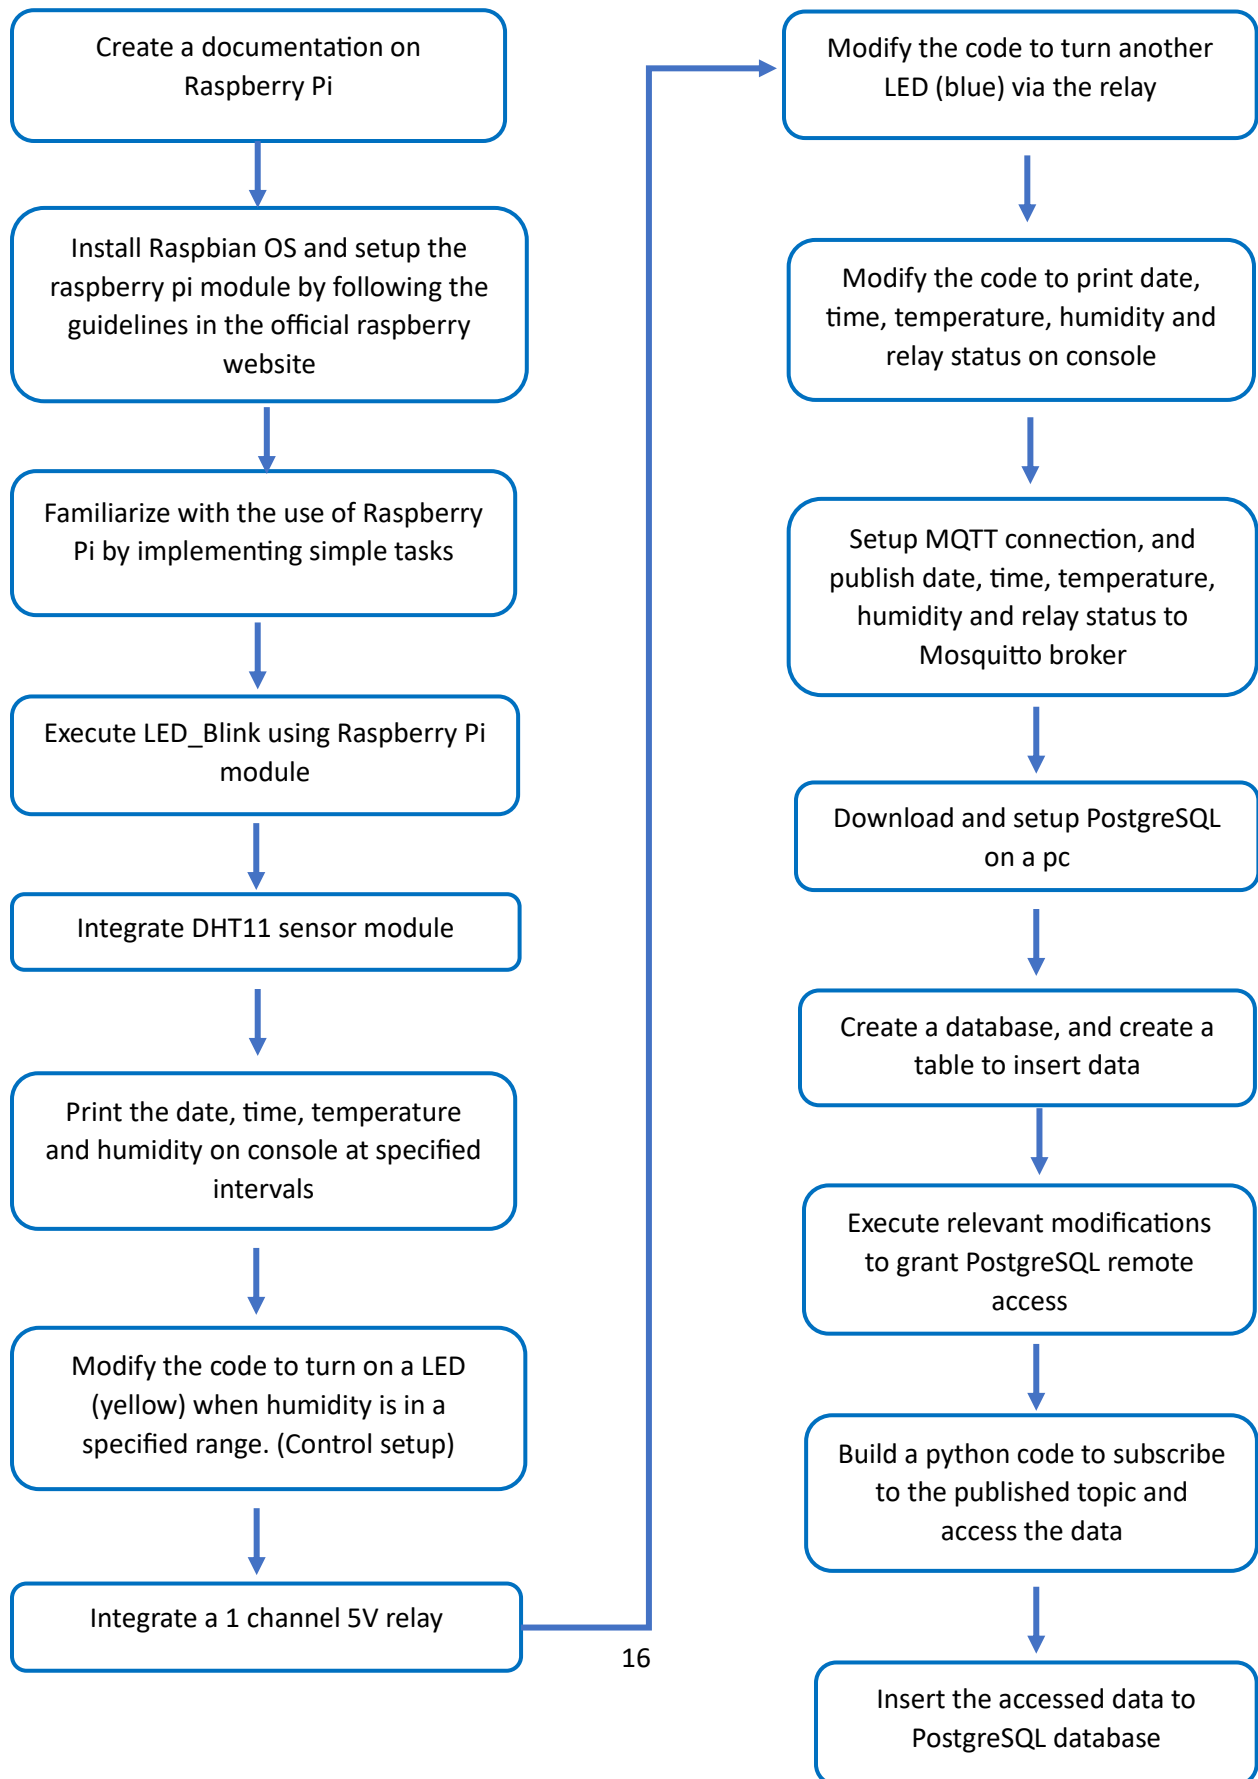 Create a documentation on
Raspberry Pi
Install Raspbian OS and setup the
raspberry pi module by following the
guidelines in the official raspberry
website
Familiarize with the use of Raspberry
Pi by implementing simple tasks
Execute LED_Blink using Raspberry Pi
module
Integrate DHT11 sensor module
Print the date, time, temperature
and humidity on console at specified
intervals
Modify the code to turn on a LED
(yellow) when humidity is in a
specified range. (Control setup)
Integrate a 1 channel 5V relay
Modify the code to turn another
LED (blue) via the relay
Modify the code to print date,
time, temperature, humidity and
relay status on console
Setup MQTT connection, and
publish date, time, temperature,
humidity and relay status to
Mosquitto broker
Download and setup PostgreSQL
on a pc
Create a database, and create a
table to insert data
Execute relevant modifications
to grant PostgreSQL remote
access
Build a python code to subscribe
to the published topic and
access the data
Insert the accessed data to
PostgreSQL database
16